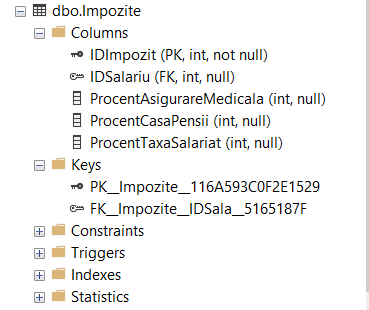 dbo.Impozite
Columns
IDImpozit (PK, int, not null)
IDSalariu (FK, int, null)
ProcentAsigurareMedicala (int, null)
ProcentCasaPensii (int, null)
ProcentTaxaSalariat (int, null)
Keys
PK__Impozite__116A593C0F2E1529
FK__Impozite__IDSala__5165187F
Constraints
Triggers
Indexes
Statistics